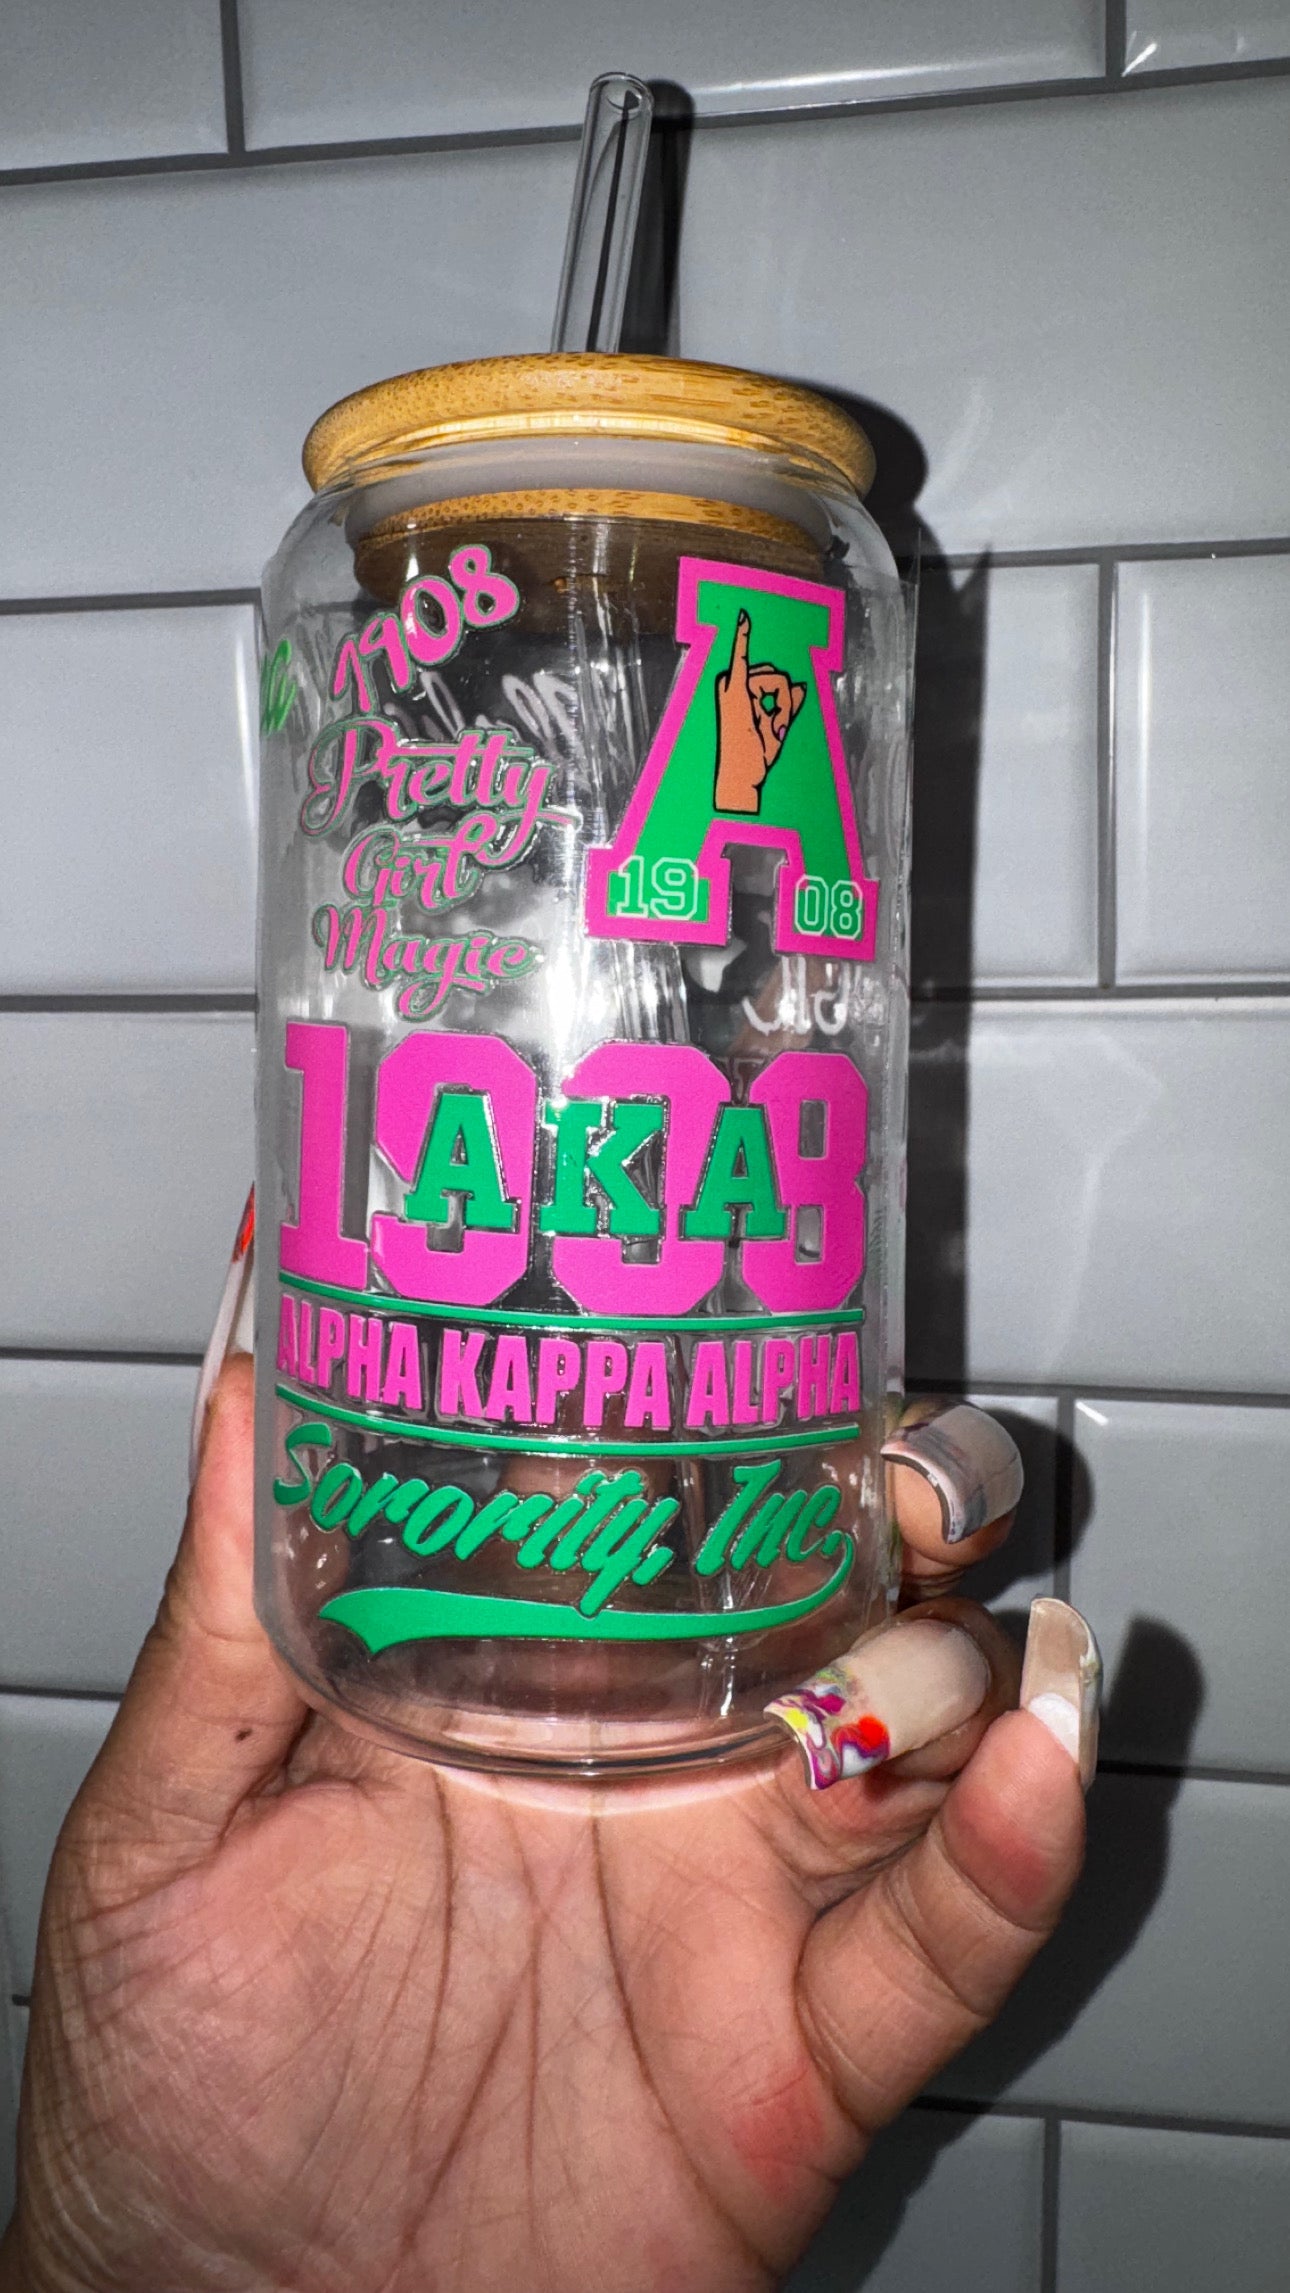 1908
Pretty
Girl
Magic
19 08
1908
AKA
ALPHA KAPPA ALPHA
Sorority, Inc.